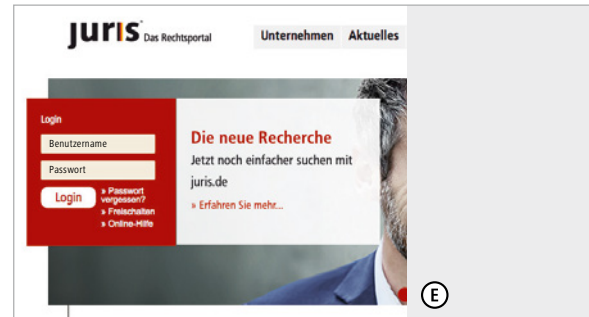 juris Das Rechtsportal
Unternehmen Aktuelles
Login
Benutzername
Passwort
Login
» Passwort
vergessen?
» Freischalten
» Online-Hilfe
Die neue Recherche
Jetzt noch einfacher suchen mit
juris.de
» Erfahren Sie mehr...
E